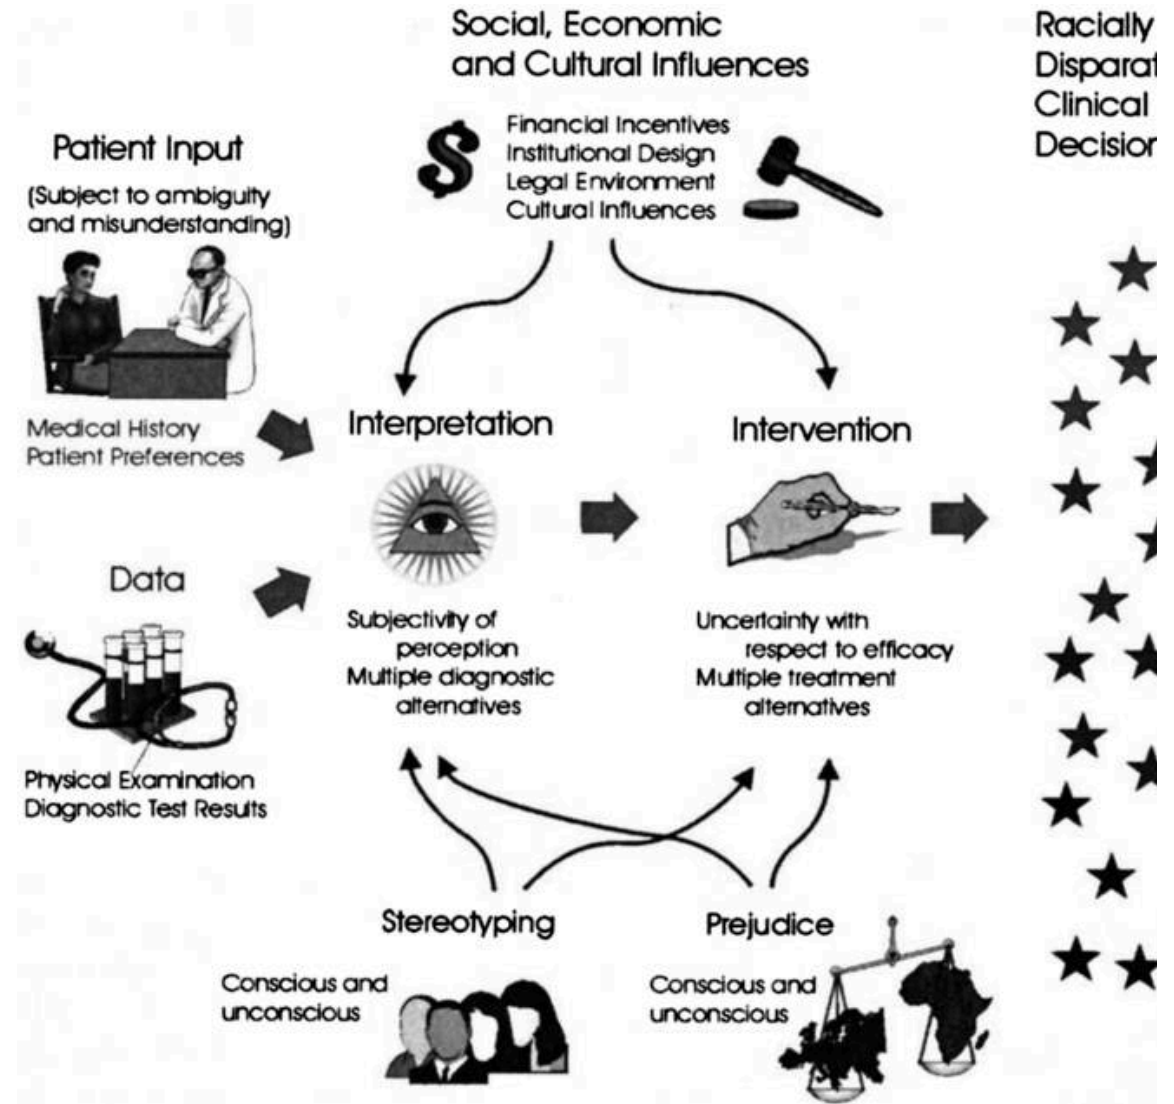 Social, Economic
and Cultural Influences
Financial Incentives
Institutional Design
Legal Environment
Cultural Influences
Racially
Disparat
Clinical
Decision
Patient Input
(Subject to ambiguity
and misunderstanding)
Medical History
Patient Preferences
Data
Physical Examination
Diagnostic Test Results
Interpretation
Subjectivity of
perception
Multiple diagnostic
alternatives
Intervention
Uncertainty with
respect to efficacy
Multiple treatment
alternatives
Stereotyping
Conscious and
unconscious
Prejudice
Conscious and
unconscious